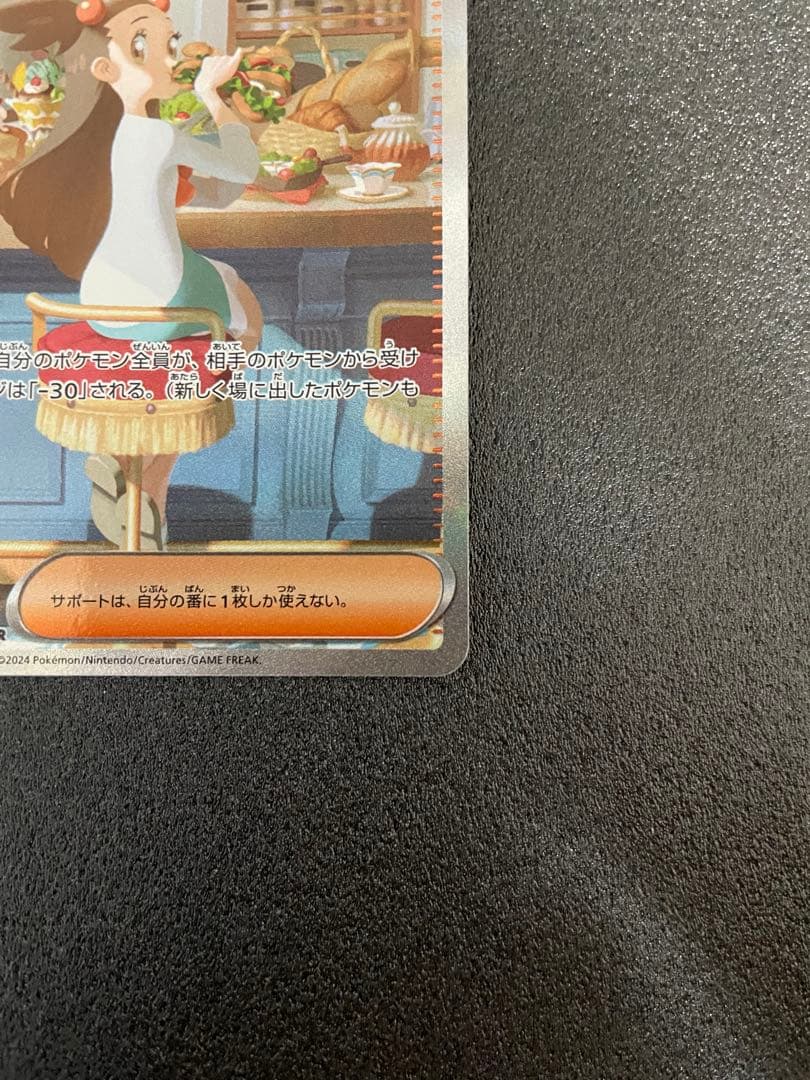 自分のポケモン全員が、相手のポケモンから受け
ジは「-30」される。(新しく場に出したポケモンも
サポートは、自分の番に1枚しか使えない。
R
©2024 Pokémon/Nintendo/Creatures/GAME FREAK.